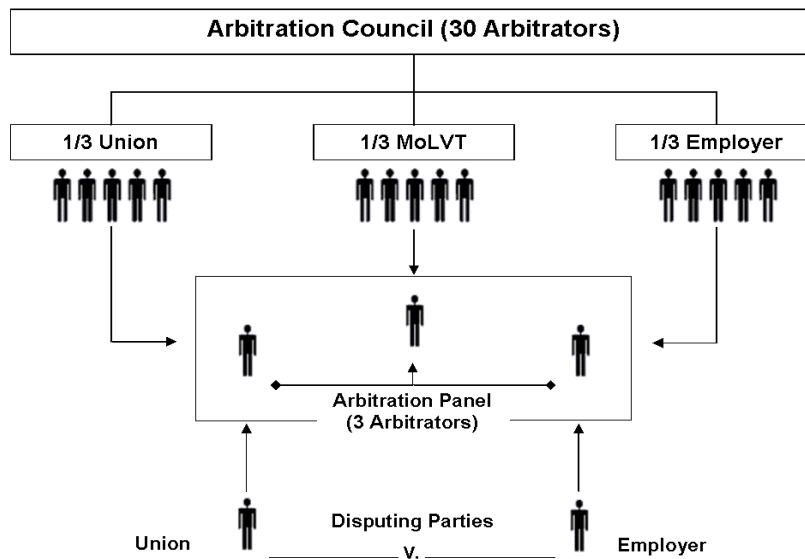 Arbitration Council (30 Arbitrators)
1/3 Union
1/3 MoLVT
1/3 Employer
Arbitration Panel
(3 Arbitrators)
Disputing Parties
Union
V.
Employer